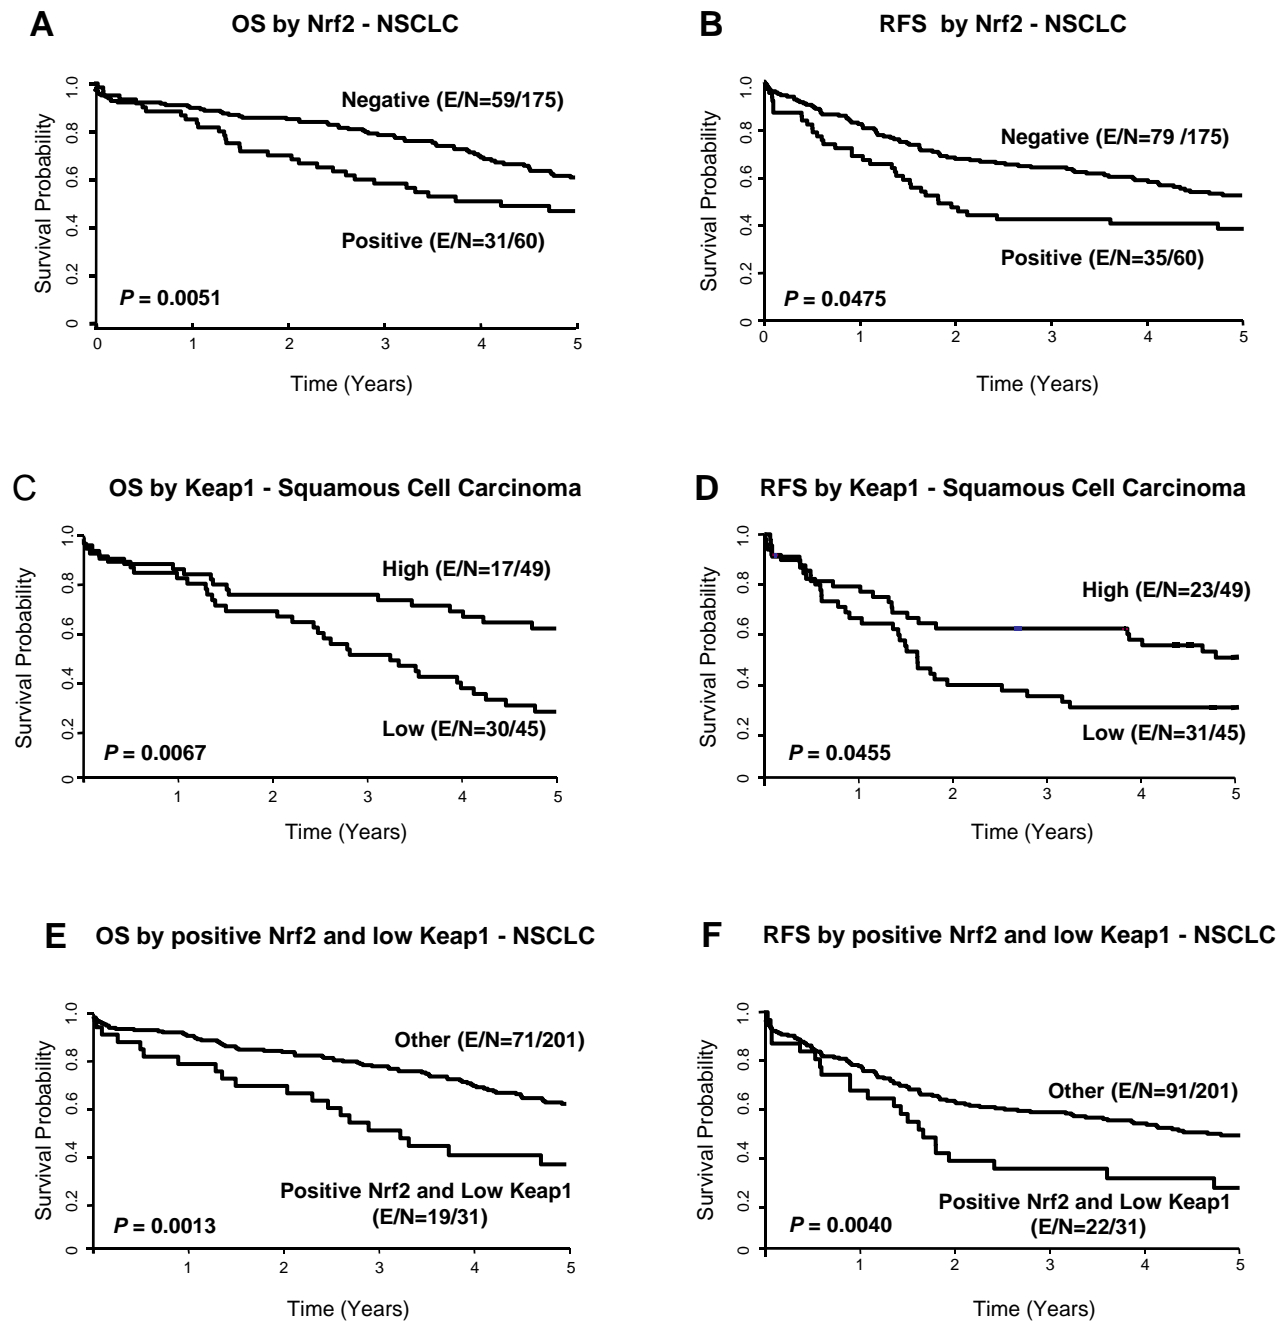 A
OS by Nrf2 - NSCLC
Survival Probability
1.0
0.8
0.6
0.4
0.2
0
Negative (E/N=59/175)
Positive (E/N=31/60)
P = 0.0051
0 1 2 3 4 5
Time (Years)
B
RFS by Nrf2 - NSCLC
Survival Probability
1.0
0.8
0.6
0.4
0.2
0
Negative (E/N=79 /175)
Positive (E/N=35/60)
P = 0.0475
0 1 2 3 4 5
Time (Years)
C
OS by Keap1 - Squamous Cell Carcinoma
Survival Probability
1.0
0.8
0.6
0.4
0.2
0
High (E/N=17/49)
Low (E/N=30/45)
P = 0.0067
1 2 3 4 5
Time (Years)
D
RFS by Keap1 - Squamous Cell Carcinoma
Survival Probability
1.0
0.8
0.6
0.4
0.2
0
High (E/N=23/49)
Low (E/N=31/45)
P = 0.0455
1 2 3 4 5
Time (Years)
E
OS by positive Nrf2 and low Keap1 - NSCLC
Survival Probability
1.0
0.8
0.6
0.4
0.2
0
Other (E/N=71/201)
Positive Nrf2 and Low Keap1
(E/N=19/31)
P = 0.0013
1 2 3 4 5
Time (Years)
F
RFS by positive Nrf2 and low Keap1 - NSCLC
Survival Probability
1.0
0.8
0.6
0.4
0.2
0
Other (E/N=91/201)
Positive Nrf2 and Low Keap1
(E/N=22/31)
P = 0.0040
1 2 3 4 5
Time (Years)